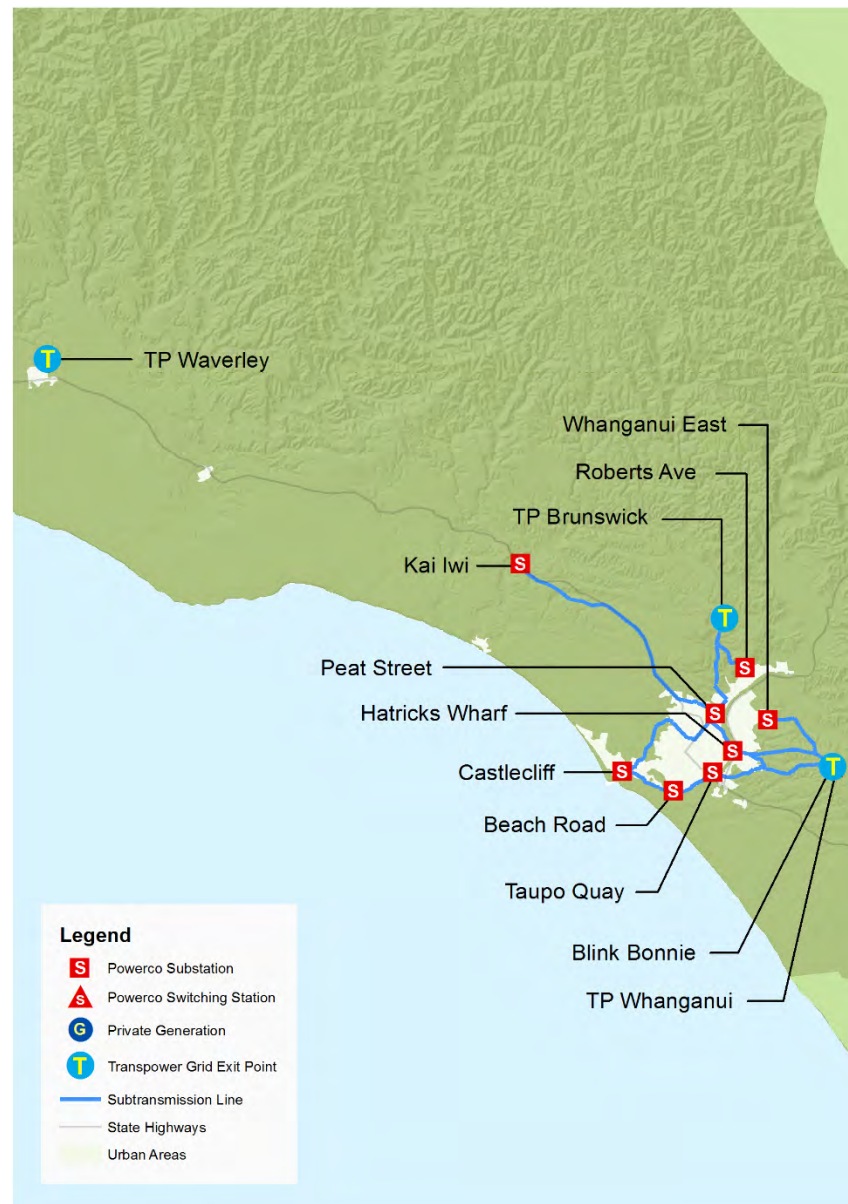 T
TP Waverley
Whanganui East
Roberts Ave
TP Brunswick
Kai Iwi
S
T
Peat Street
S
S
Hatricks Wharf
S
S
Castlecliff
S
S
T
Beach Road
S
Taupo Quay
Blink Bonnie
TP Whanganui
Legend
S Powerco Substation
S Powerco Switching Station
G Private Generation
T Transpower Grid Exit Point
Subtransmission Line
State Highways
Urban Areas